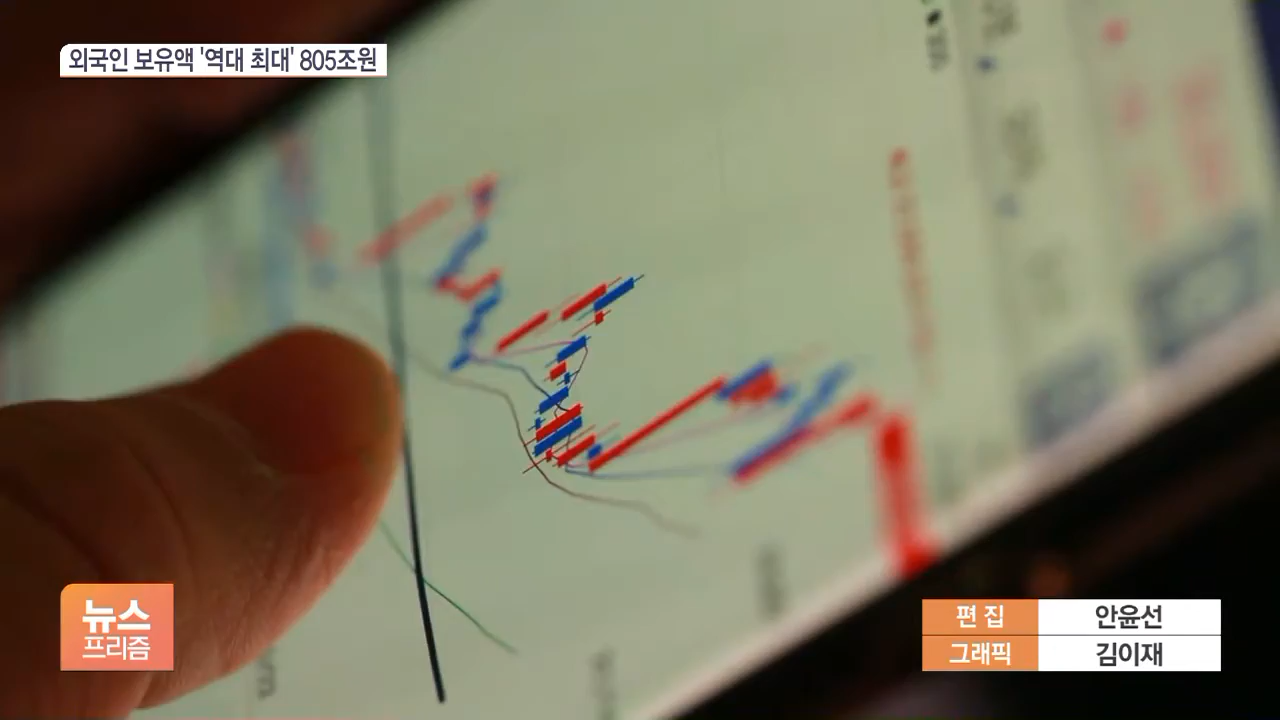 외국인 보유액 '역대 최대' 805조원
뉴스
프리즘
편 집 안윤선
그래픽 김이재